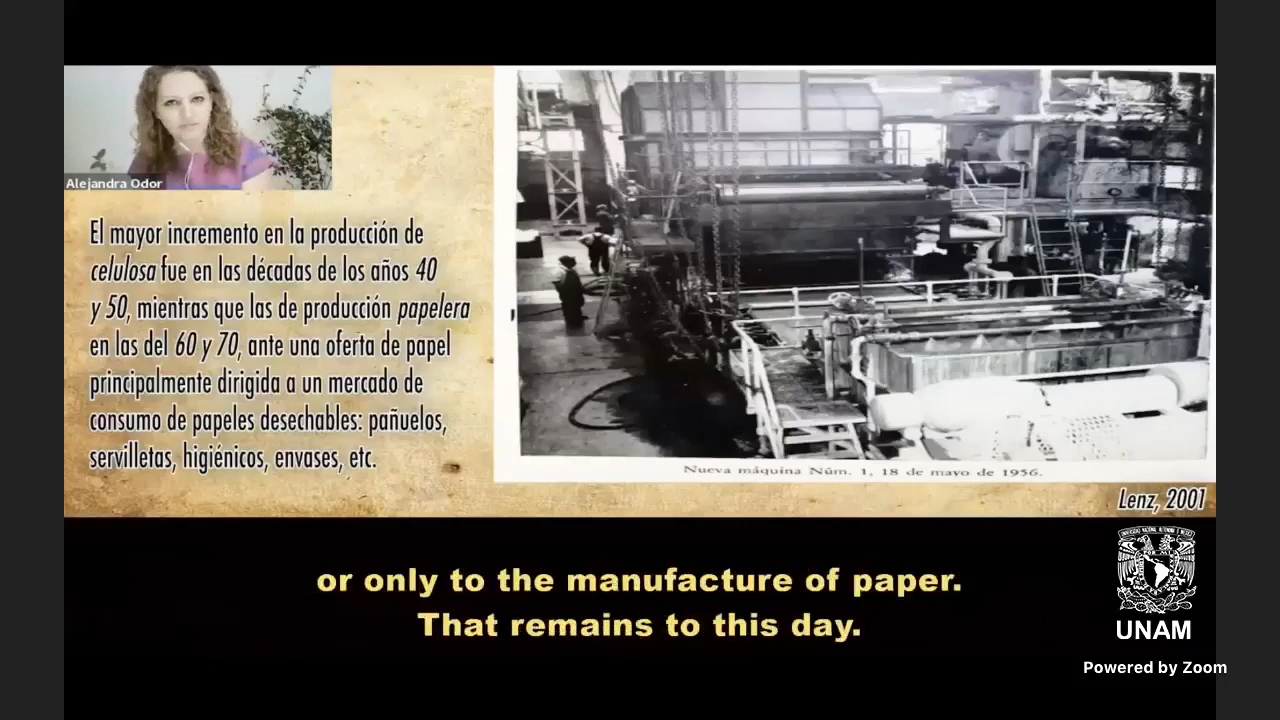 Alejandra Odor
El mayor incremento en la producción de
celulosa fue en las décadas de los años 40
y 50, mientras que las de producción papelera
en las del 60 y 70, ante una oferta de papel
principalmente dirigida a un mercado de
consumo de papeles desechables: pañuelos,
servilletas, higiénicos, envases, etc.
Nueva máquina Núm. 1, 18 de mayo de 1956.
Lenz, 2001
or only to the manufacture of paper.
That remains to this day.
UNAM
Powered by Zoom